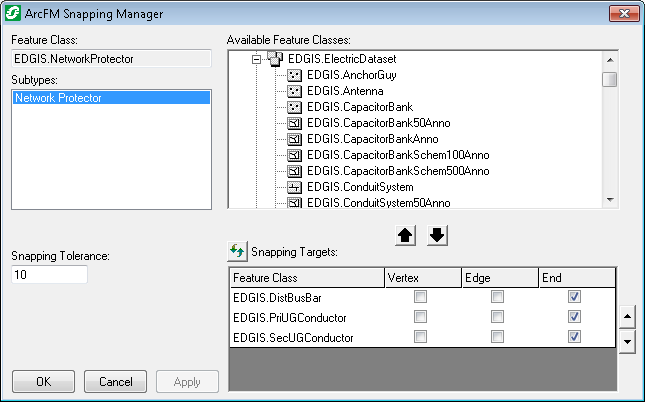 ArcFM Snapping Manager
Feature Class:
EDGIS.NetworkProtector
Subtypes:
Network Protector
Available Feature Classes:
EDGIS.ElectricDataset
EDGIS.AnchorGuy
EDGIS.Antenna
EDGIS.CapacitorBank
EDGIS.CapacitorBank50Anno
EDGIS.CapacitorBankAnno
EDGIS.CapacitorBankSchem100Anno
EDGIS.CapacitorBankSchem500Anno
EDGIS.ConduitSystem
EDGIS.ConduitSystem50Anno
Snapping Tolerance:
10
Snapping Targets:
Feature Class Vertex Edge End
EDGIS.DistBusBar
EDGIS.PriUGConductor
EDGIS.SecUGConductor
OK Cancel Apply